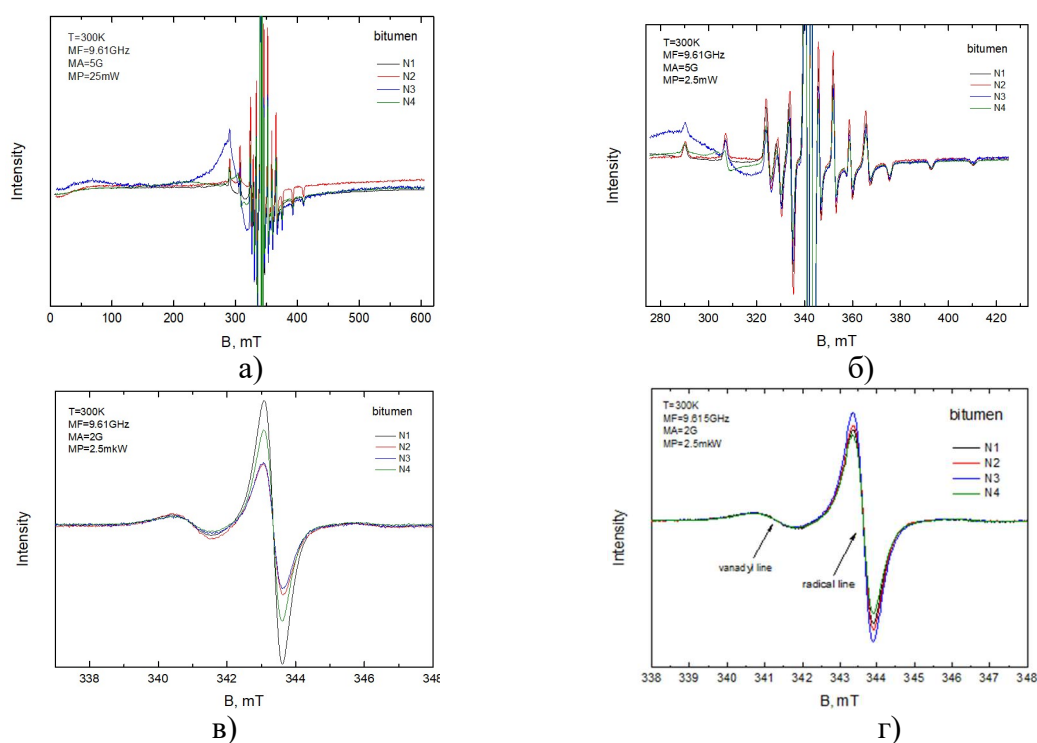 T=300K
MF=9.61GHz
MA=5G
MP=25mW
bitumen
N1
N2
N3
N4
Intensity
0 100 200 300 400 500 600
B, mT
а)
T=300K
MF=9.61GHz
MA=5G
MP=2.5mW
bitumen
N1
N2
N3
N4
Intensity
280 300 320 340 360 380 400 420
B, mT
б)
T=300K
MF=9.61GHz
MA=2G
MP=2.5mkW
bitumen
N1
N2
N3
N4
Intensity
338 340 342 344 346 348
B, mT
в)
T=300K
MF=9.615GHz
MA=2G
MP=2.5mkW
bitumen
N1
N2
N3
N4
vanadyl line
radical line
Intensity
338 339 340 341 342 343 344 345 346 347 348
B, mT
г)